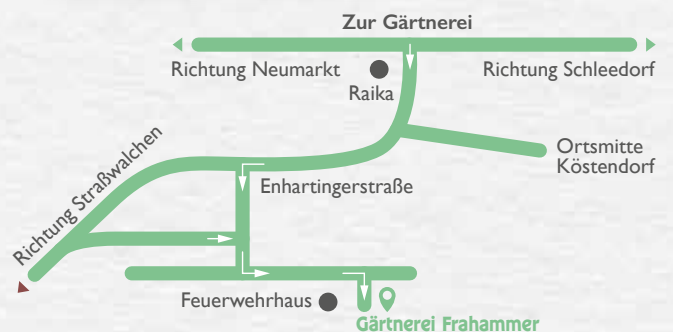 Zur Gärtnerei
Richtung Neumarkt
Richtung Schleedorf
Raika
Ortsmitte
Köstendorf
Richtung Straßwalchen
Enhartingerstraße
Feuerwehrhaus
Gärtnerei Frahammer